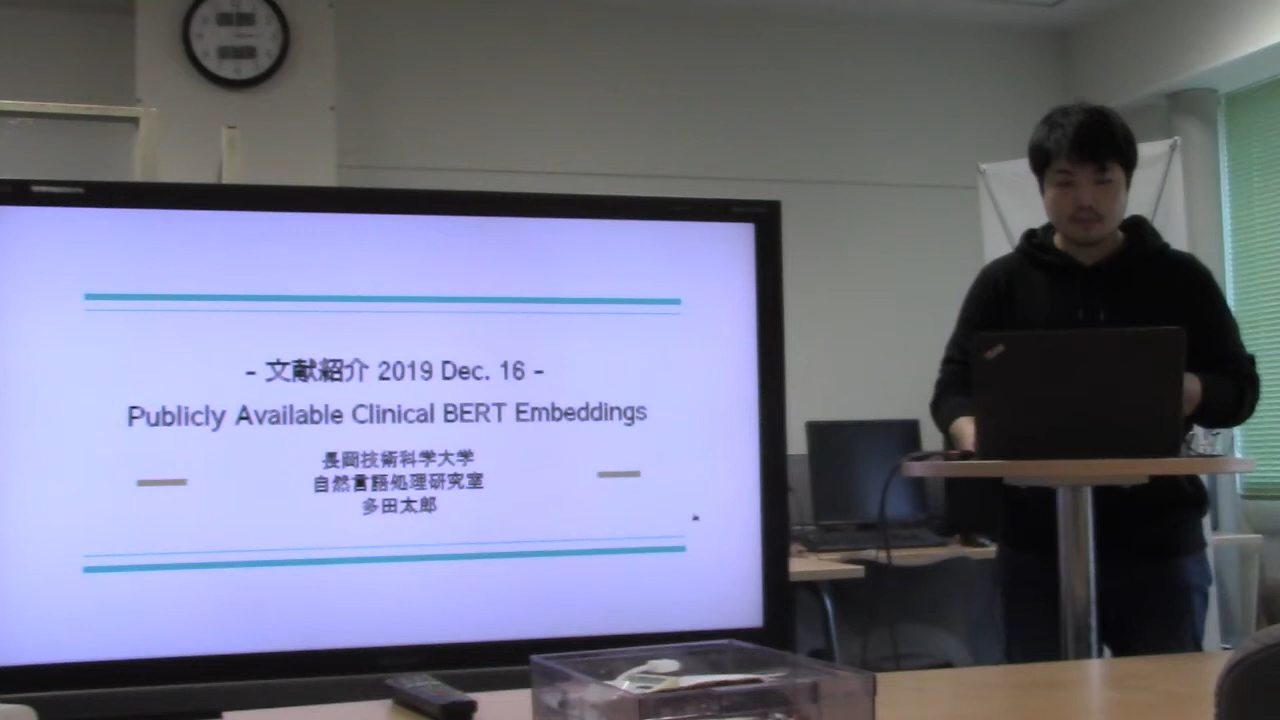 - 文献紹介 2019 Dec. 16 -
Publicly Available Clinical BERT Embeddings
長岡技術科学大学
自然言語処理研究室
多田太郎